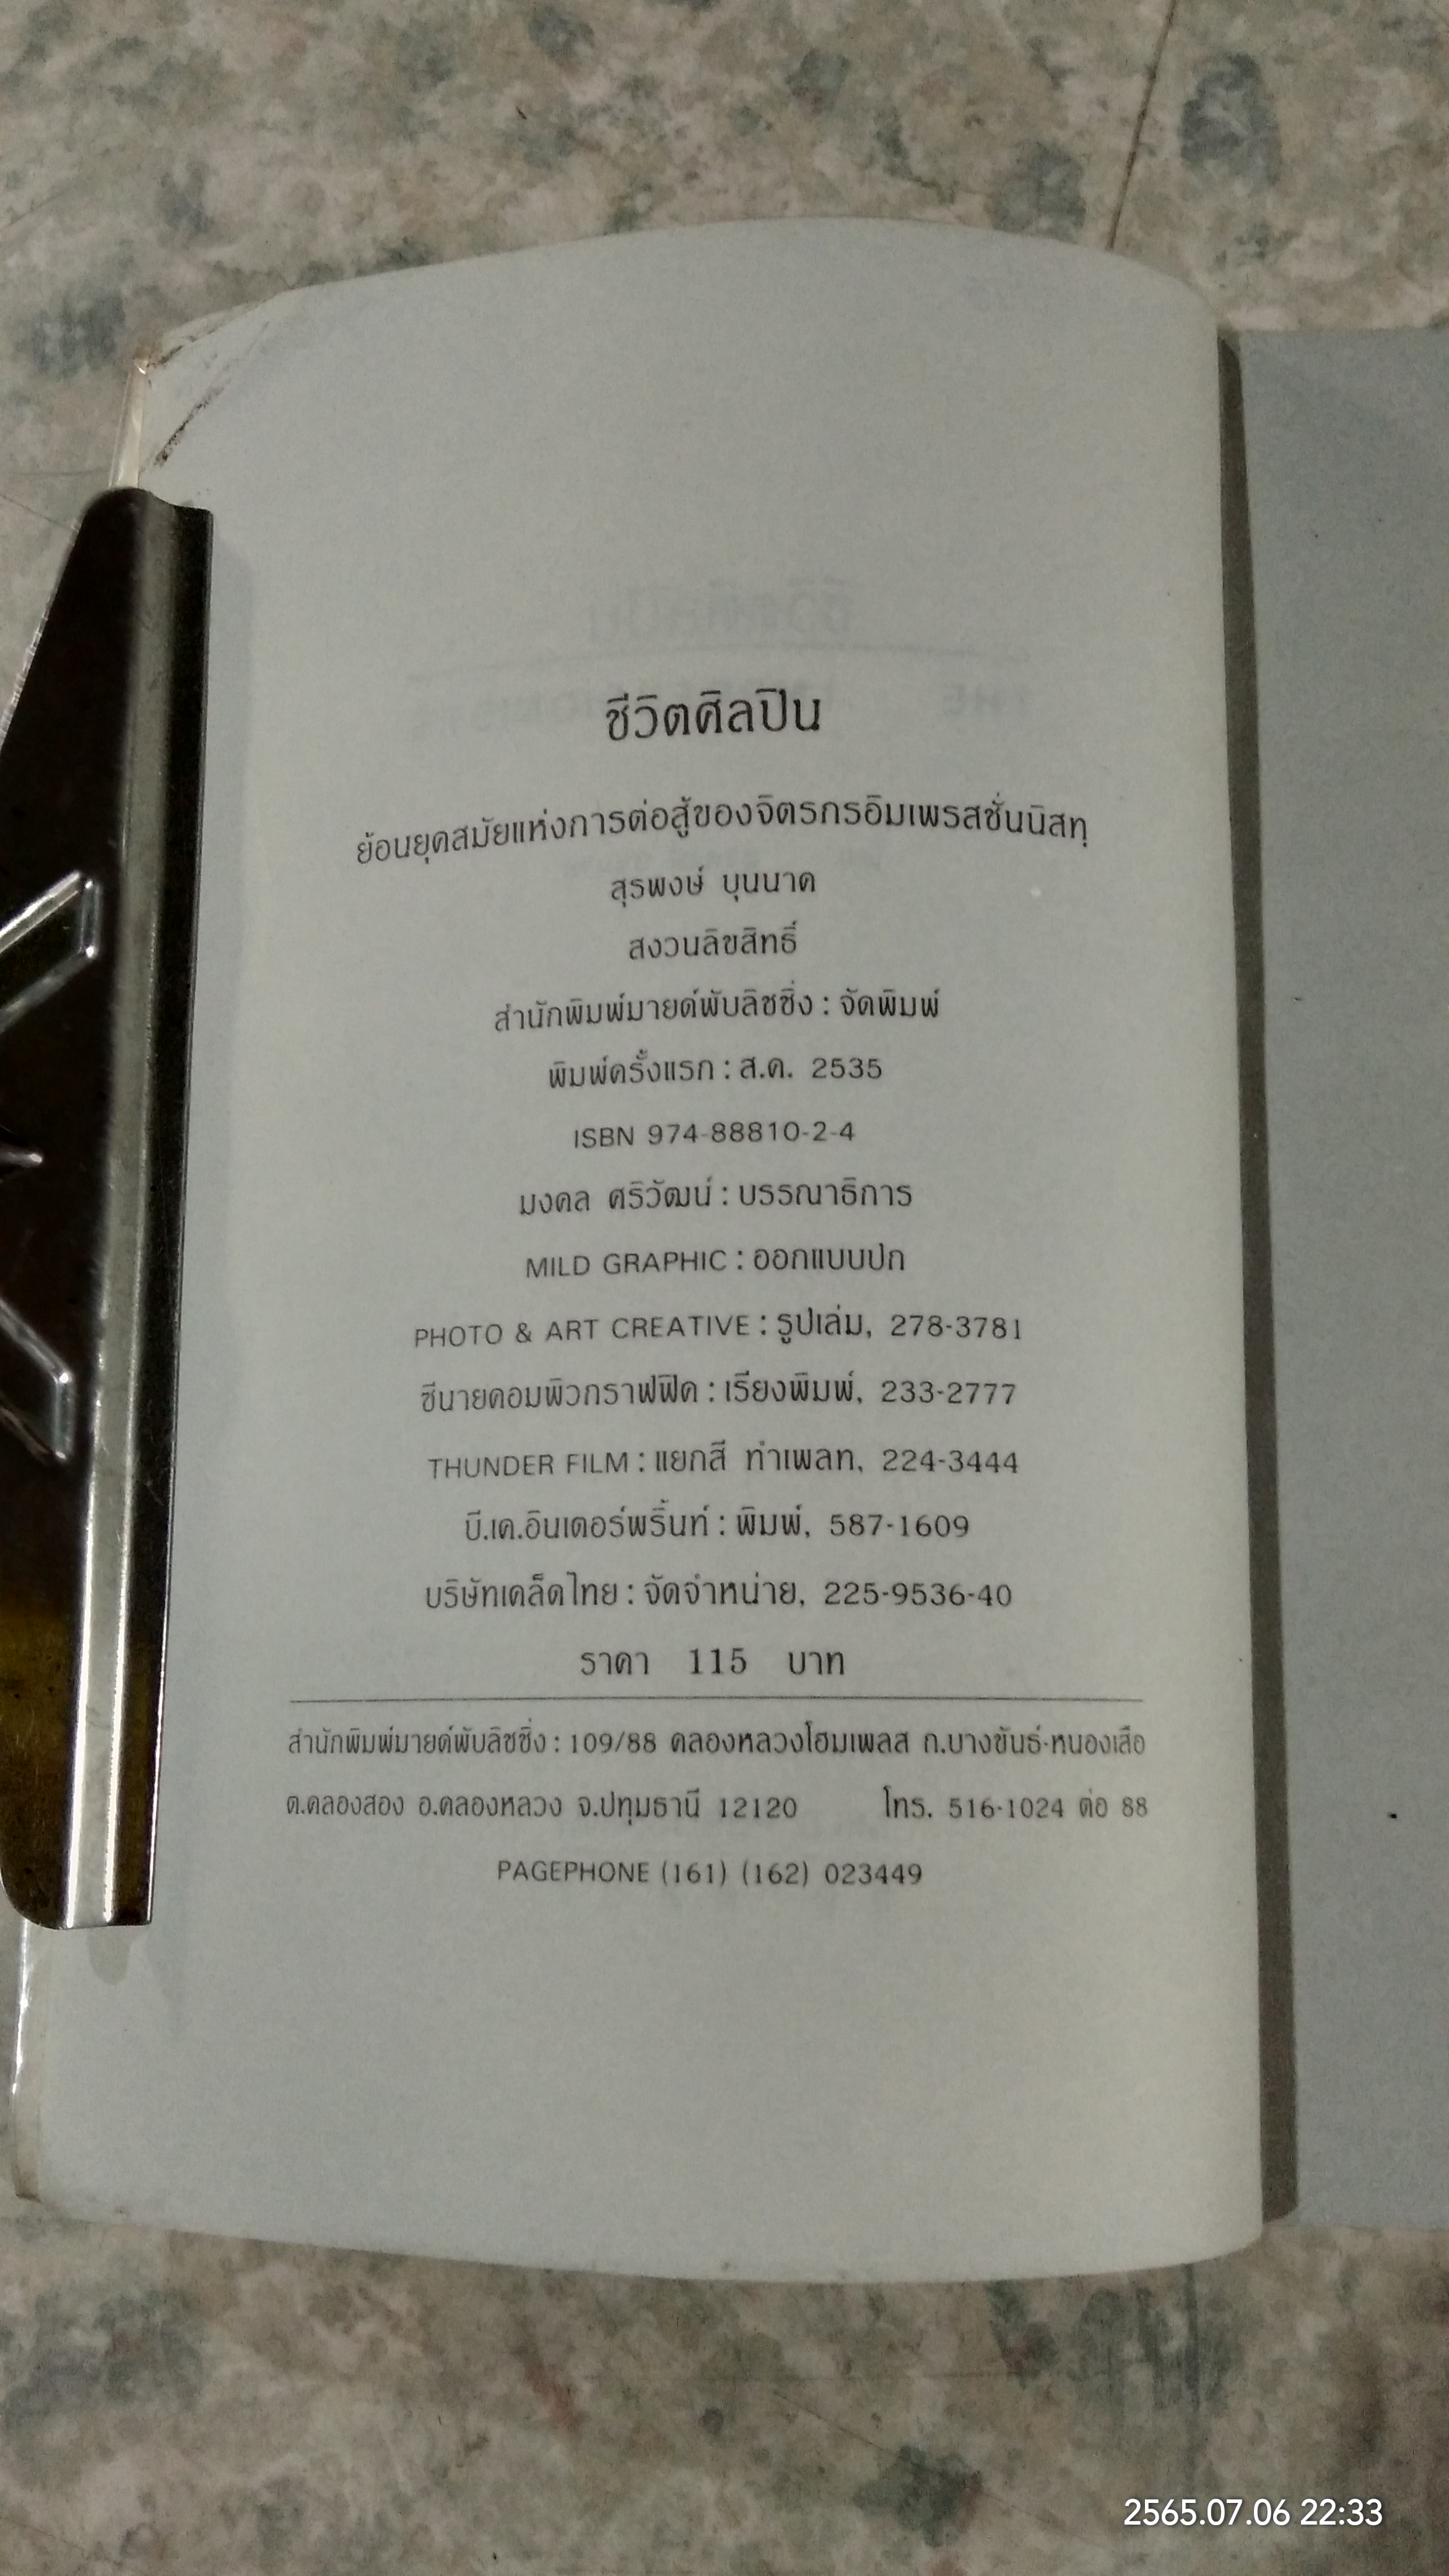 ชีวิตศิลปิน
ย้อนยุคสมัยแห่งการต่อสู้ของจิตรกรอิมเพรสชั่นนิสทฺ
สุรพงษ์ บุนนาค
สงวนลิขสิทธิ์
สำนักพิมพ์มายด์พับลิชชิ่ง : จัดพิมพ์
พิมพ์ครั้งแรก : ส.ค. 2535
ISBN 974-88810-2-4
มงคล ศริวัฒน์ : บรรณาธิการ
MILD GRAPHIC : ออกแบบปก
PHOTO & ART CREATIVE : รูปเล่ม, 278-3781
ซีนายคอมพิวกราฟฟิค : เรียงพิมพ์, 233-2777
THUNDER FILM : แยกสี ทำเพลท, 224-3444
บี.เค.อินเตอร์พริ้นท์ : พิมพ์, 587-1609
บริษัทเคล็ดไทย : จัดจำหน่าย, 225-9536-40
ราคา 115 บาท
สำนักพิมพ์มายด์พับลิชชิ่ง : 109/88 คลองหลวงโฮมเพลส ถ.บางขันธ์-หนองเสือ
ต.คลองสอง อ.คลองหลวง จ.ปทุมธานี 12120 โทร. 516-1024 ต่อ 88
PAGEPHONE (161) (162) 023449
2565.07.06 22:33